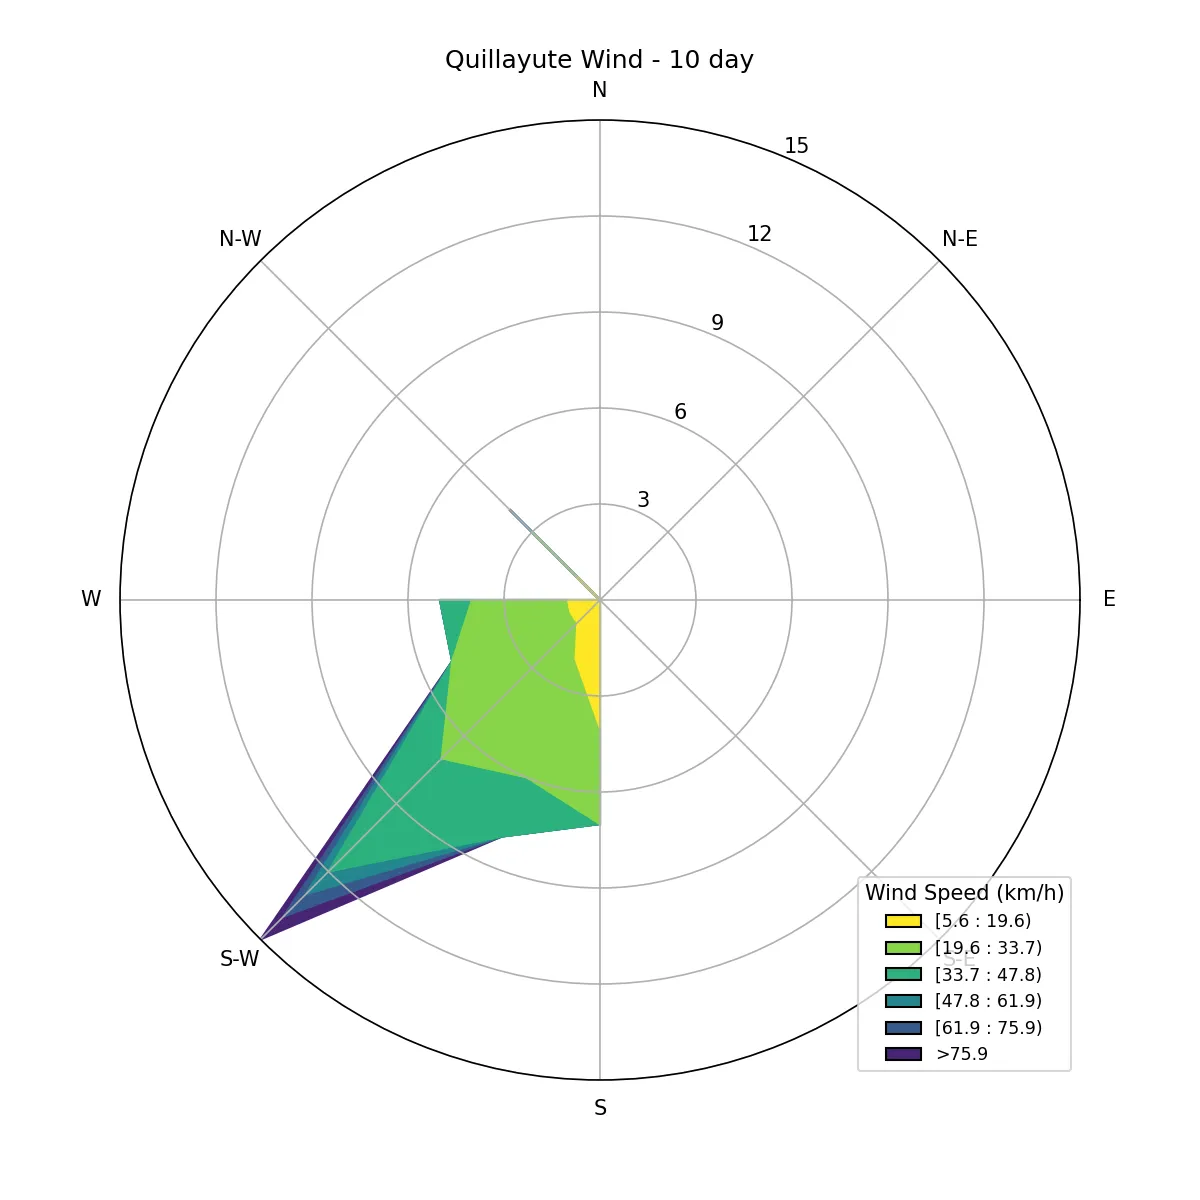 Quillayute Wind - 10 day
N
15
N-W
12
N-E
9
6
3
W
E
S-W
S-E
Wind Speed (km/h)
[5.6 : 19.6)
[19.6 : 33.7)
[33.7 : 47.8)
[47.8 : 61.9)
[61.9 : 75.9)
>75.9
S